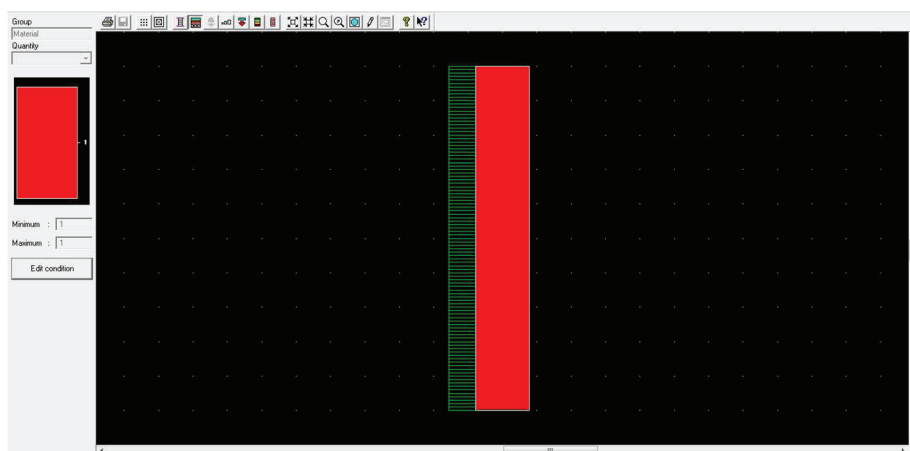 Group
Material
Quantity
1
Minimum : 1
Maximum : 1
Edit condition